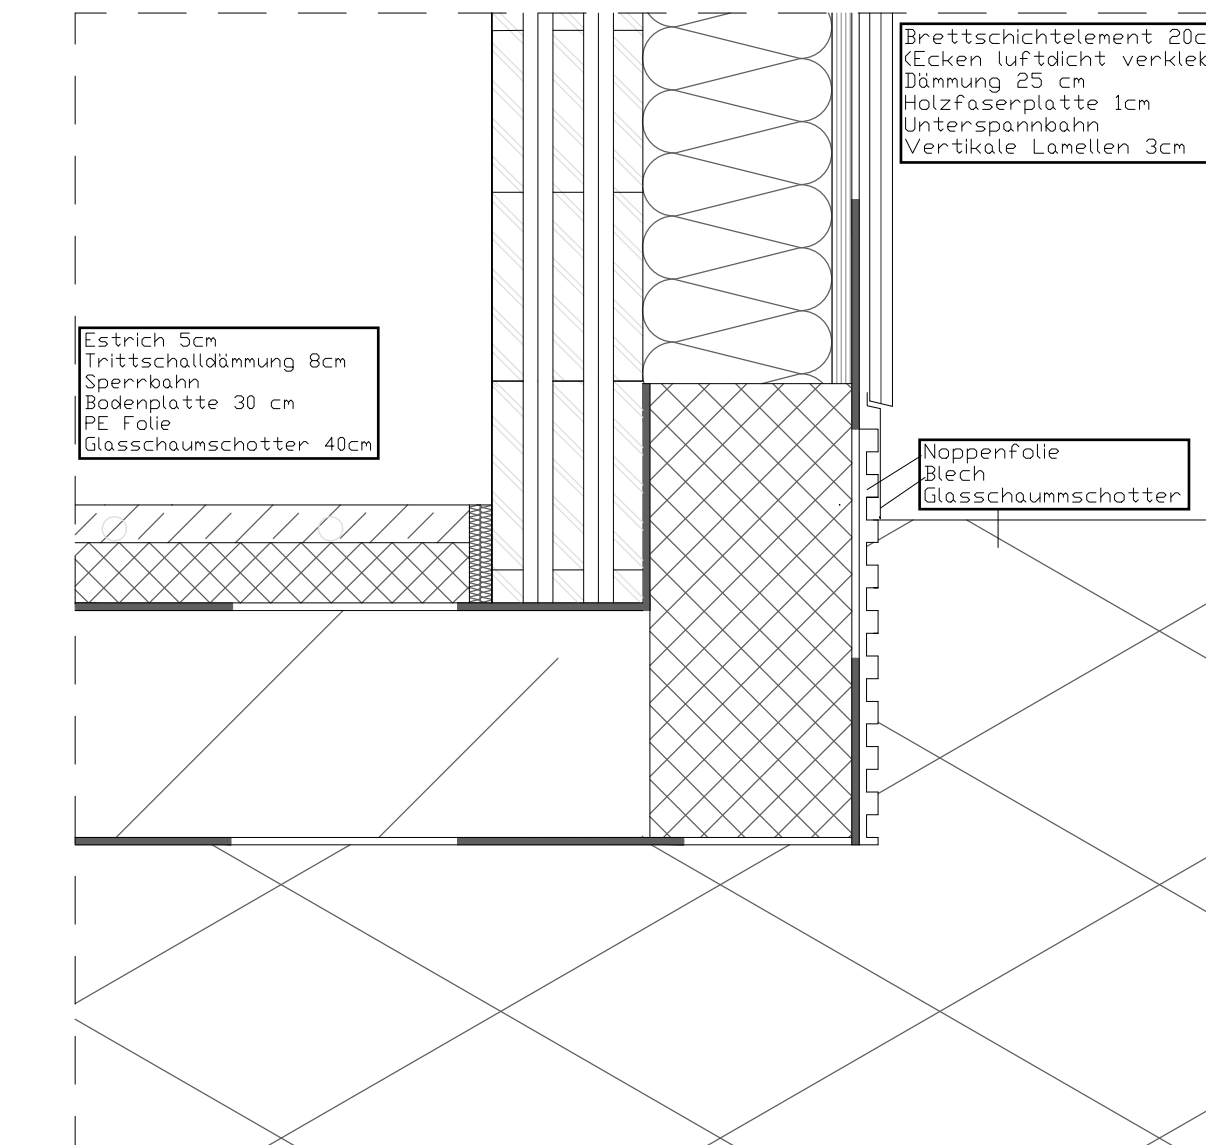 Brettschichtelement 20c
(Ecken luftdicht verkleb
Dämmung 25 cm
Holzfaserplatte 1cm
Unterspannbahn
Vertikale Lamellen 3cm
Estrich 5cm
Trittschalldämmung 8cm
Sperrbahn
Bodenplatte 30 cm
PE Folie
Glasschaumschotter 40cm
Noppenfolie
Blech
Glasschaummschotter